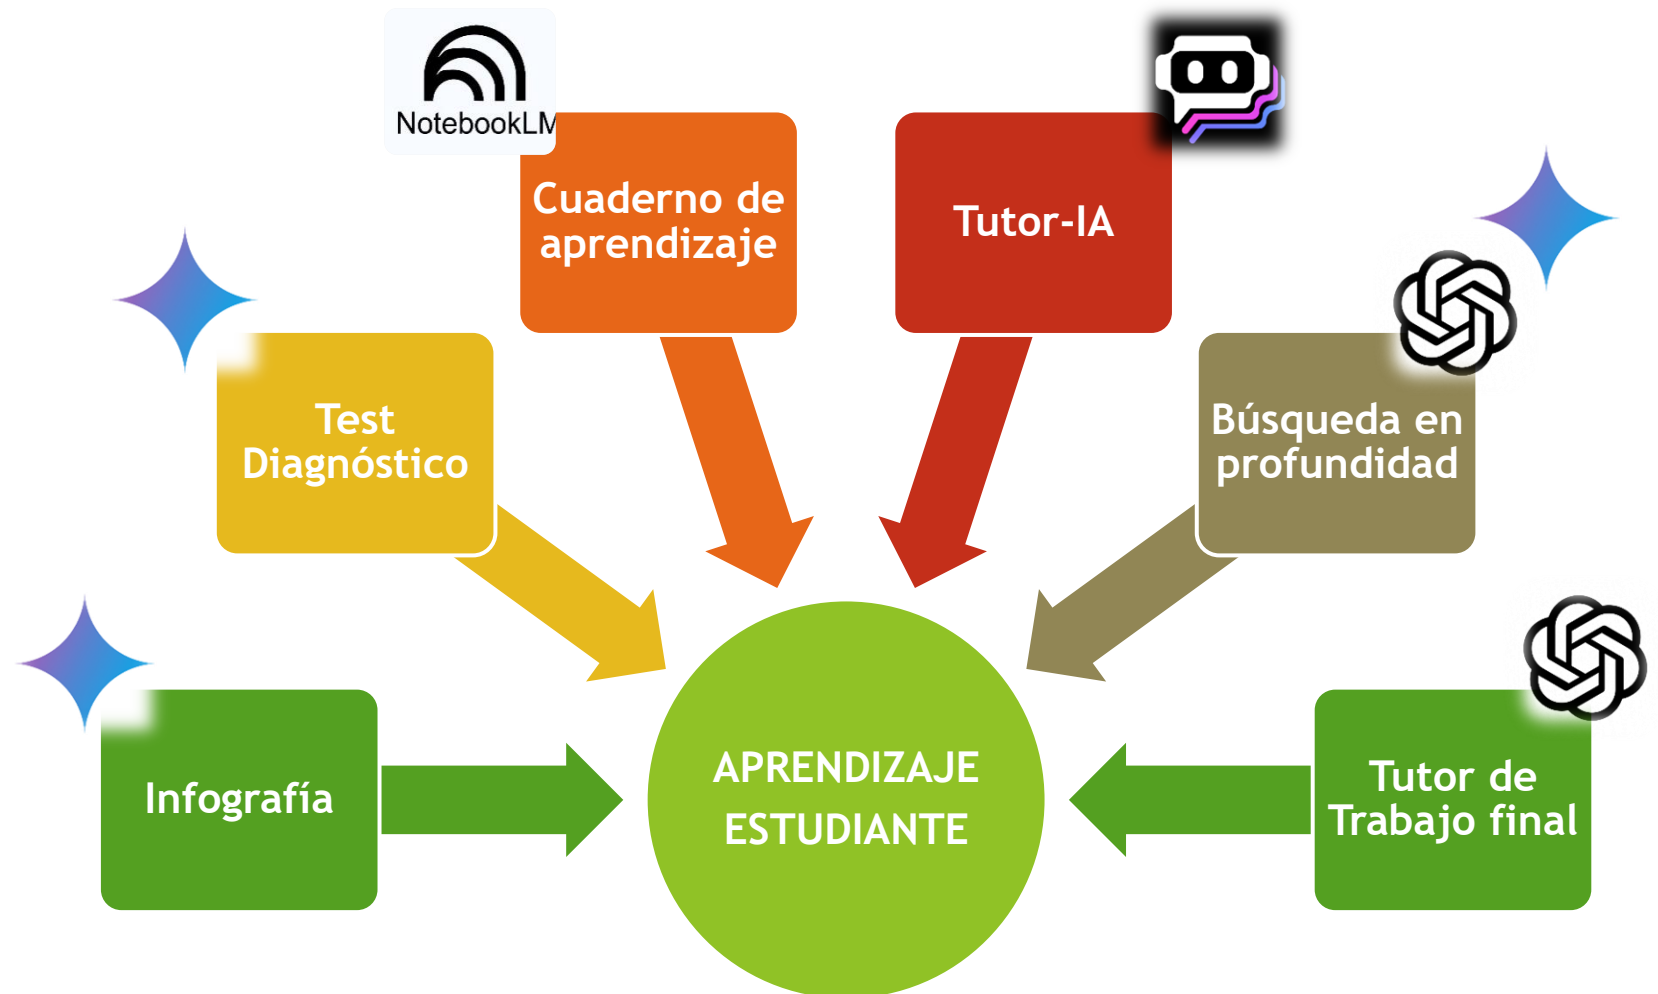 NotebookLM
Cuaderno de
aprendizaje
Tutor-IA
Test
Diagnóstico
Búsqueda en
profundidad
Infografía
APRENDIZAJE
ESTUDIANTE
Tutor de
Trabajo final